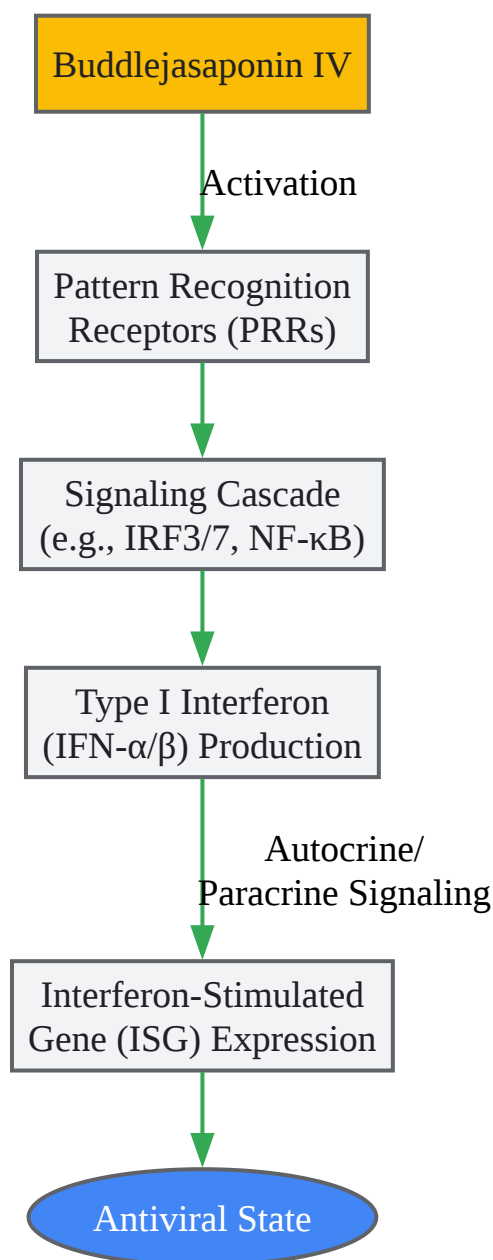 Buddlejasaponin IV
Activation
Pattern Recognition
Receptors (PRRs)
Signaling Cascade
(e.g., IRF3/7, NF-κB)
Type I Interferon
(IFN-α/β) Production
Autocrine/
Paracrine Signaling
Interferon-Stimulated
Gene (ISG) Expression
Antiviral State